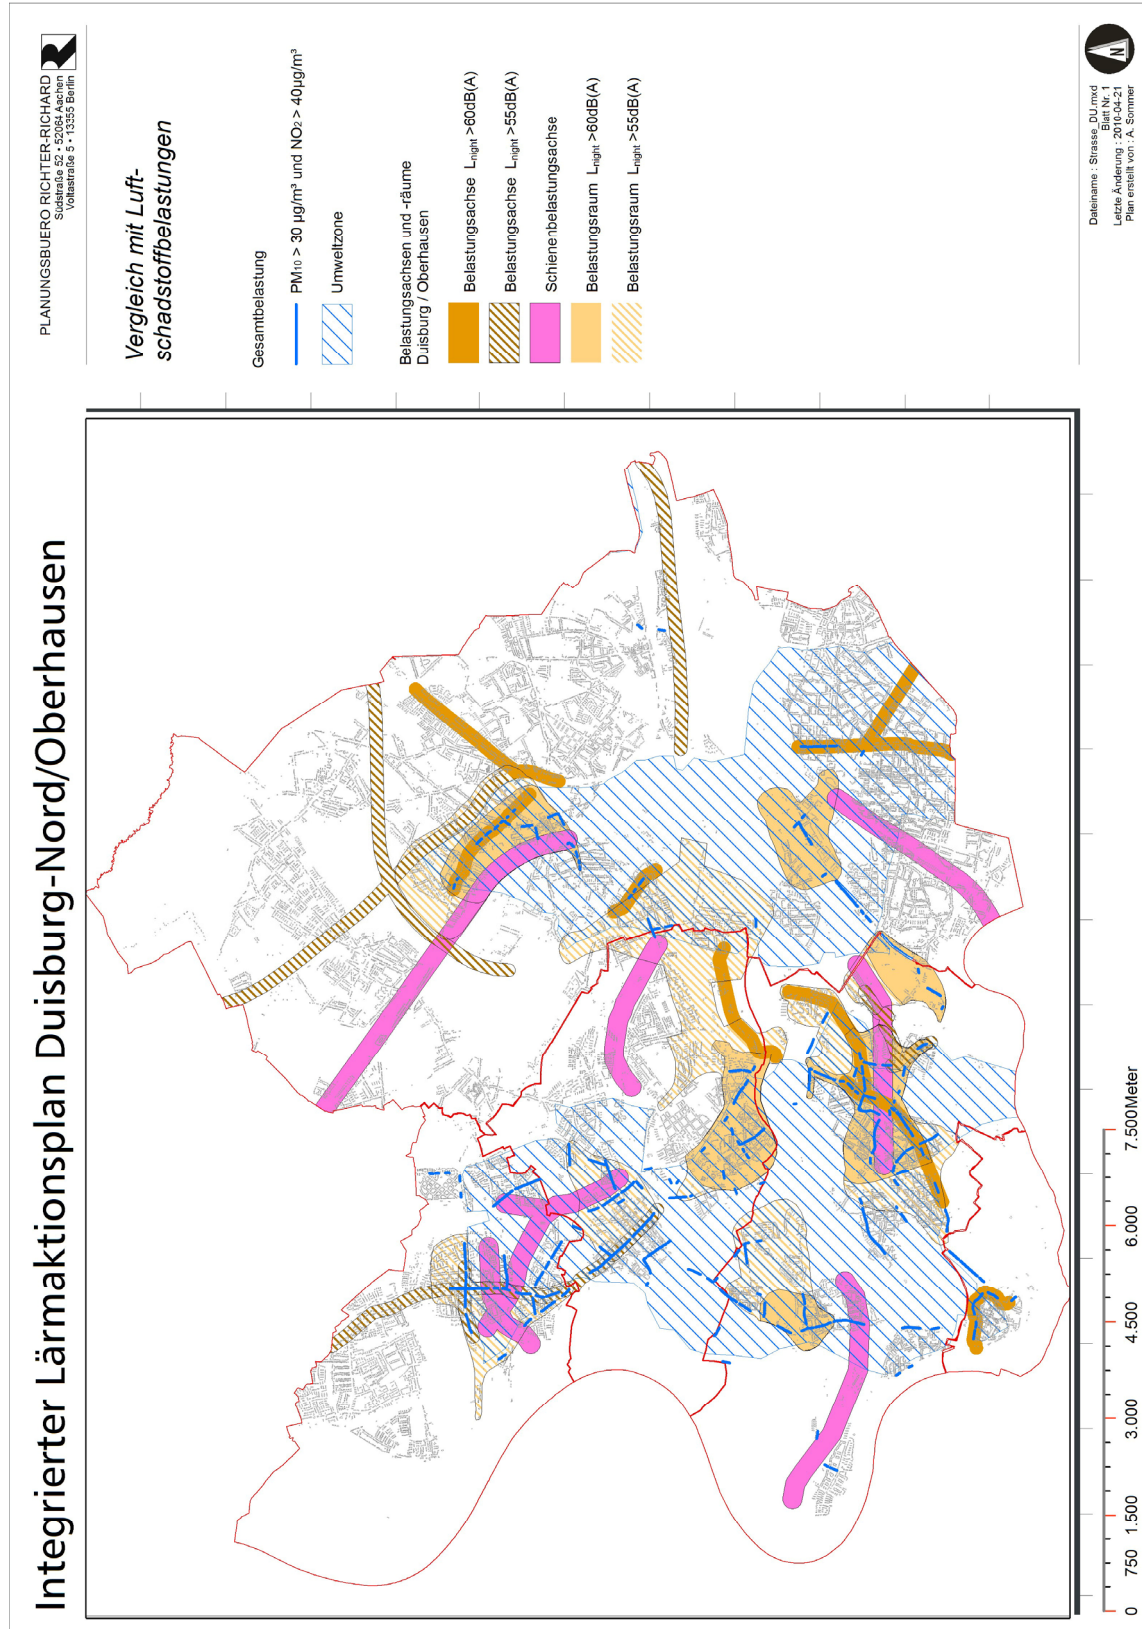 Integrierter Lärmaktionsplan Duisburg-Nord/Oberhausen
PLANUNGSBUERO RICHTER-RICHARD
Südstraße 52 • 52064 Aachen
Voltastraße 5 • 13355 Berlin
Vergleich mit Luft-
schadstoffbelastungen
Gesamtbelastung
PM10 > 30 µg/m³ und NO2 > 40µg/m³
Umweltzone
Belastungsachsen und -räume
Duisburg / Oberhausen
Belastungsachse Lnight >60dB(A)
Belastungsachse Lnight >55dB(A)
Schienenbelastungsachse
Belastungsraum Lnight >60dB(A)
Belastungsraum Lnight >55dB(A)
0 750 1.500 3.000 4.500 6.000 7.500Meter
N
Dateiname : Strasse_DU.mxd
Blatt Nr. 1
Letzte Änderung : 2010-04-21
Plan erstellt von : A. Sommer